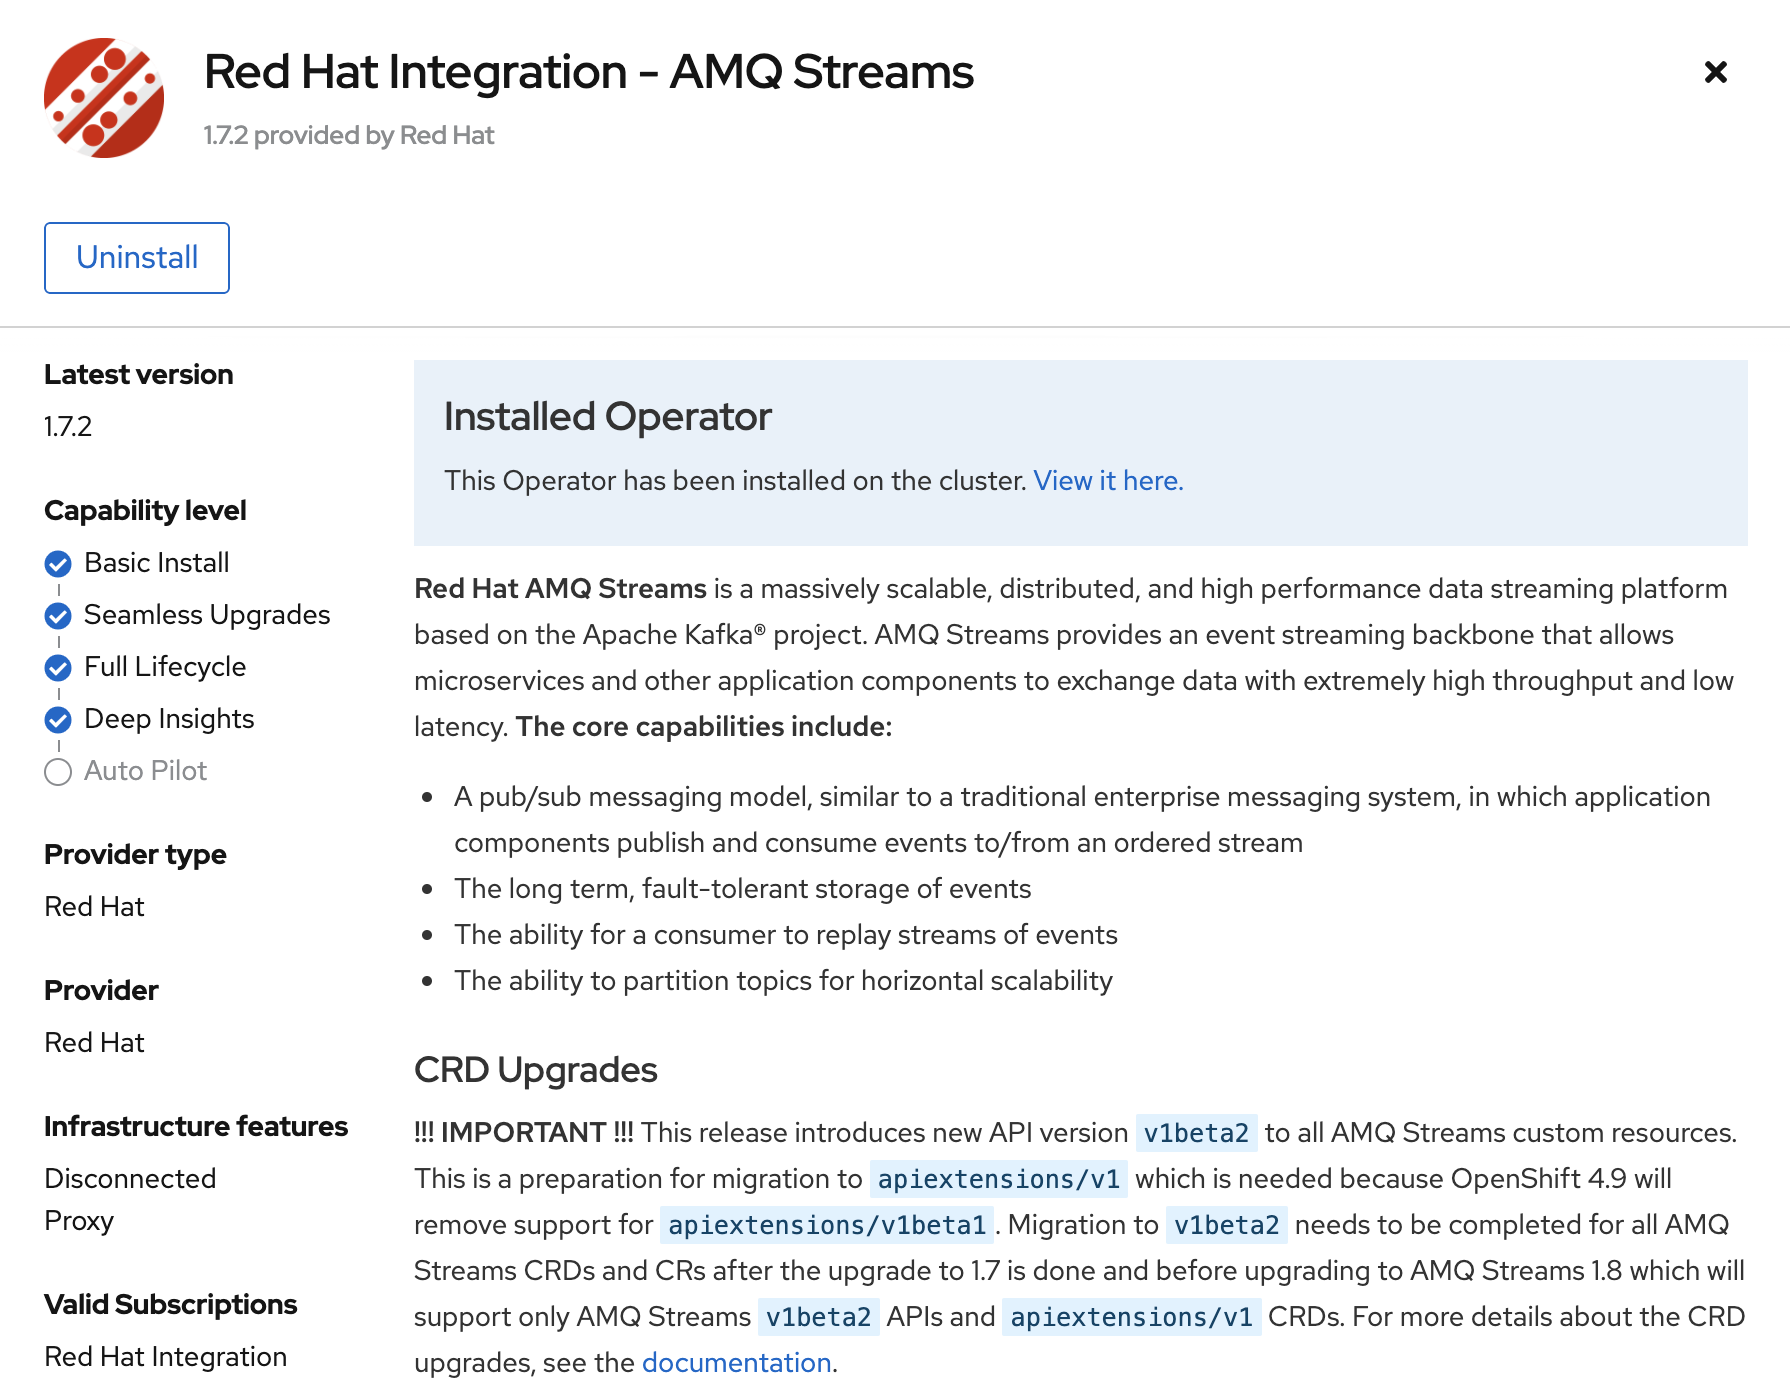 Red Hat Integration - AMQ Streams
1.7.2 provided by Red Hat
Uninstall
Latest version
1.7.2
Capability level
Basic Install
Seamless Upgrades
Full Lifecycle
Deep Insights
Auto Pilot
Provider type
Red Hat
Provider
Red Hat
Infrastructure features
Disconnected
Proxy
Valid Subscriptions
Red Hat Integration
Installed Operator
This Operator has been installed on the cluster. View it here.
Red Hat AMQ Streams is a massively scalable, distributed, and high performance data streaming platform
based on the Apache Kafka® project. AMQ Streams provides an event streaming backbone that allows
microservices and other application components to exchange data with extremely high throughput and low
latency. The core capabilities include:
• A pub/sub messaging model, similar to a traditional enterprise messaging system, in which application
components publish and consume events to/from an ordered stream
• The long term, fault-tolerant storage of events
• The ability for a consumer to replay streams of events
• The ability to partition topics for horizontal scalability
CRD Upgrades
!!! IMPORTANT !!! This release introduces new API version v1beta2 to all AMQ Streams custom resources.
This is a preparation for migration to apiextensions/v1 which is needed because OpenShift 4.9 will
remove support for apiextensions/v1beta1. Migration to v1beta2 needs to be completed for all AMQ
Streams CRDs and CRs after the upgrade to 1.7 is done and before upgrading to AMQ Streams 1.8 which will
support only AMQ Streams v1beta2 APIs and apiextensions/v1 CRDs. For more details about the CRD
upgrades, see the documentation.